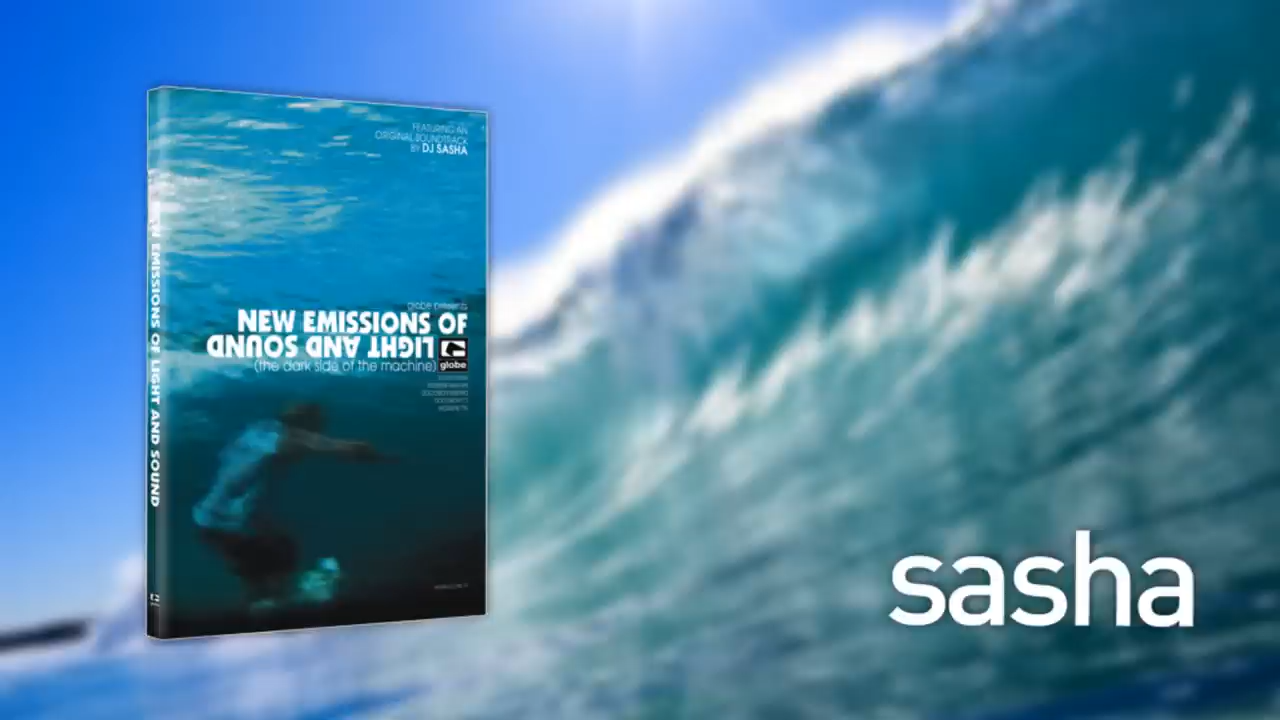 FEATURING AN
ORIGINAL SOUNDTRACK
BY DJ SASHA
globe presents
NEW EMISSIONS OF
LIGHT AND SOUND
(the dark side of the machine)
globe
NEW EMISSIONS OF LIGHT AND SOUND
sasha